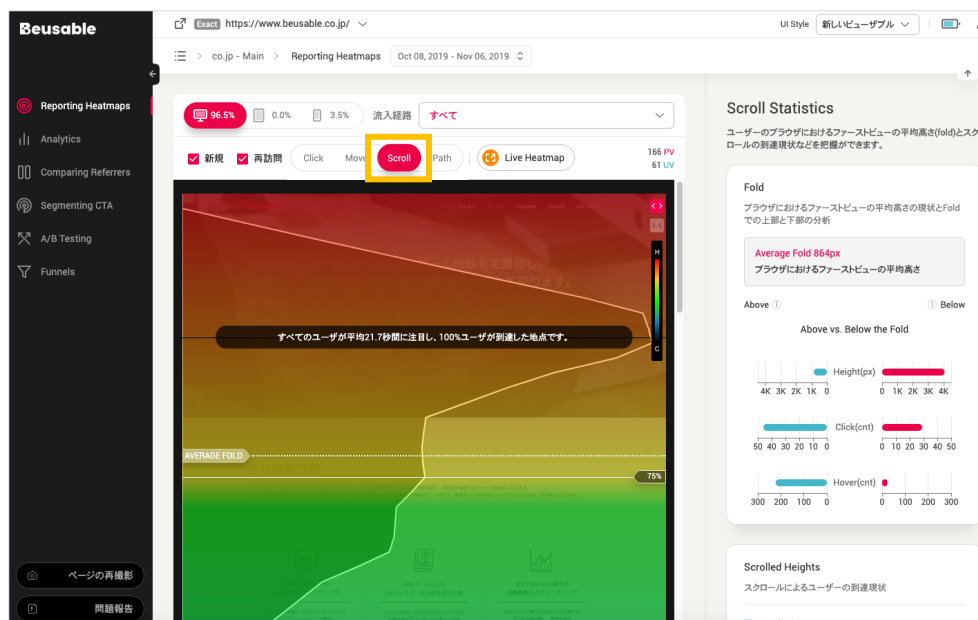 Beusable
Exact https://www.beusable.co.jp/
UI Style 新しいビューザブル
co.jp - Main > Reporting Heatmaps Oct 08, 2019 - Nov 06, 2019
Reporting Heatmaps
Analytics
Comparing Referrers
Segmenting CTA
A/B Testing
Funnels
ページの再撮影
問題報告
96.5% 0.0% 3.5% 流入経路 すべて
新規 再訪問 Click Move Scroll Path Live Heatmap
166 PV
61 UV
H
C
すべてのユーザが平均21.7秒間に注目し、100%ユーザが到達した地点です。
AVERAGE FOLD
75%
Scroll Statistics
ユーザーのブラウザにおけるファーストビューの平均高さ(fold)とスク
ロールの到達現状などを把握ができます。
Fold
ブラウザにおけるファーストビューの平均高さの現状とFold
での上部と下部の分析
Average Fold 864px
ブラウザにおけるファーストビューの平均高さ
Above Below
Above vs. Below the Fold
Height(px)
4K 3K 2K 1K 0 0 1K 2K 3K 4K
Click(cnt)
50 40 30 20 10 0 0 10 20 30 40 50
Hover(cnt)
300 200 100 0 0 100 200 300
Scrolled Heights
スクロールによるユーザーの到達現状